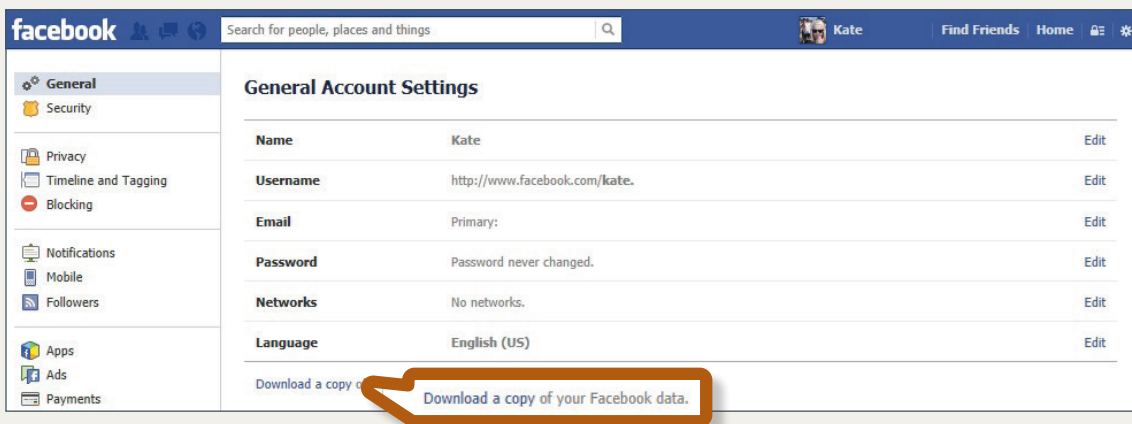 facebook Search for people, places and things Kate Find Friends Home
General
Security
Privacy
Timeline and Tagging
Blocking
Notifications
Mobile
Followers
Apps
Ads
Payments
General Account Settings
Name Kate Edit
Username http://www.facebook.com/kate. Edit
Email Primary: Edit
Password Password never changed. Edit
Networks No networks. Edit
Language English (US) Edit
Download a copy o
Download a copy of your Facebook data.